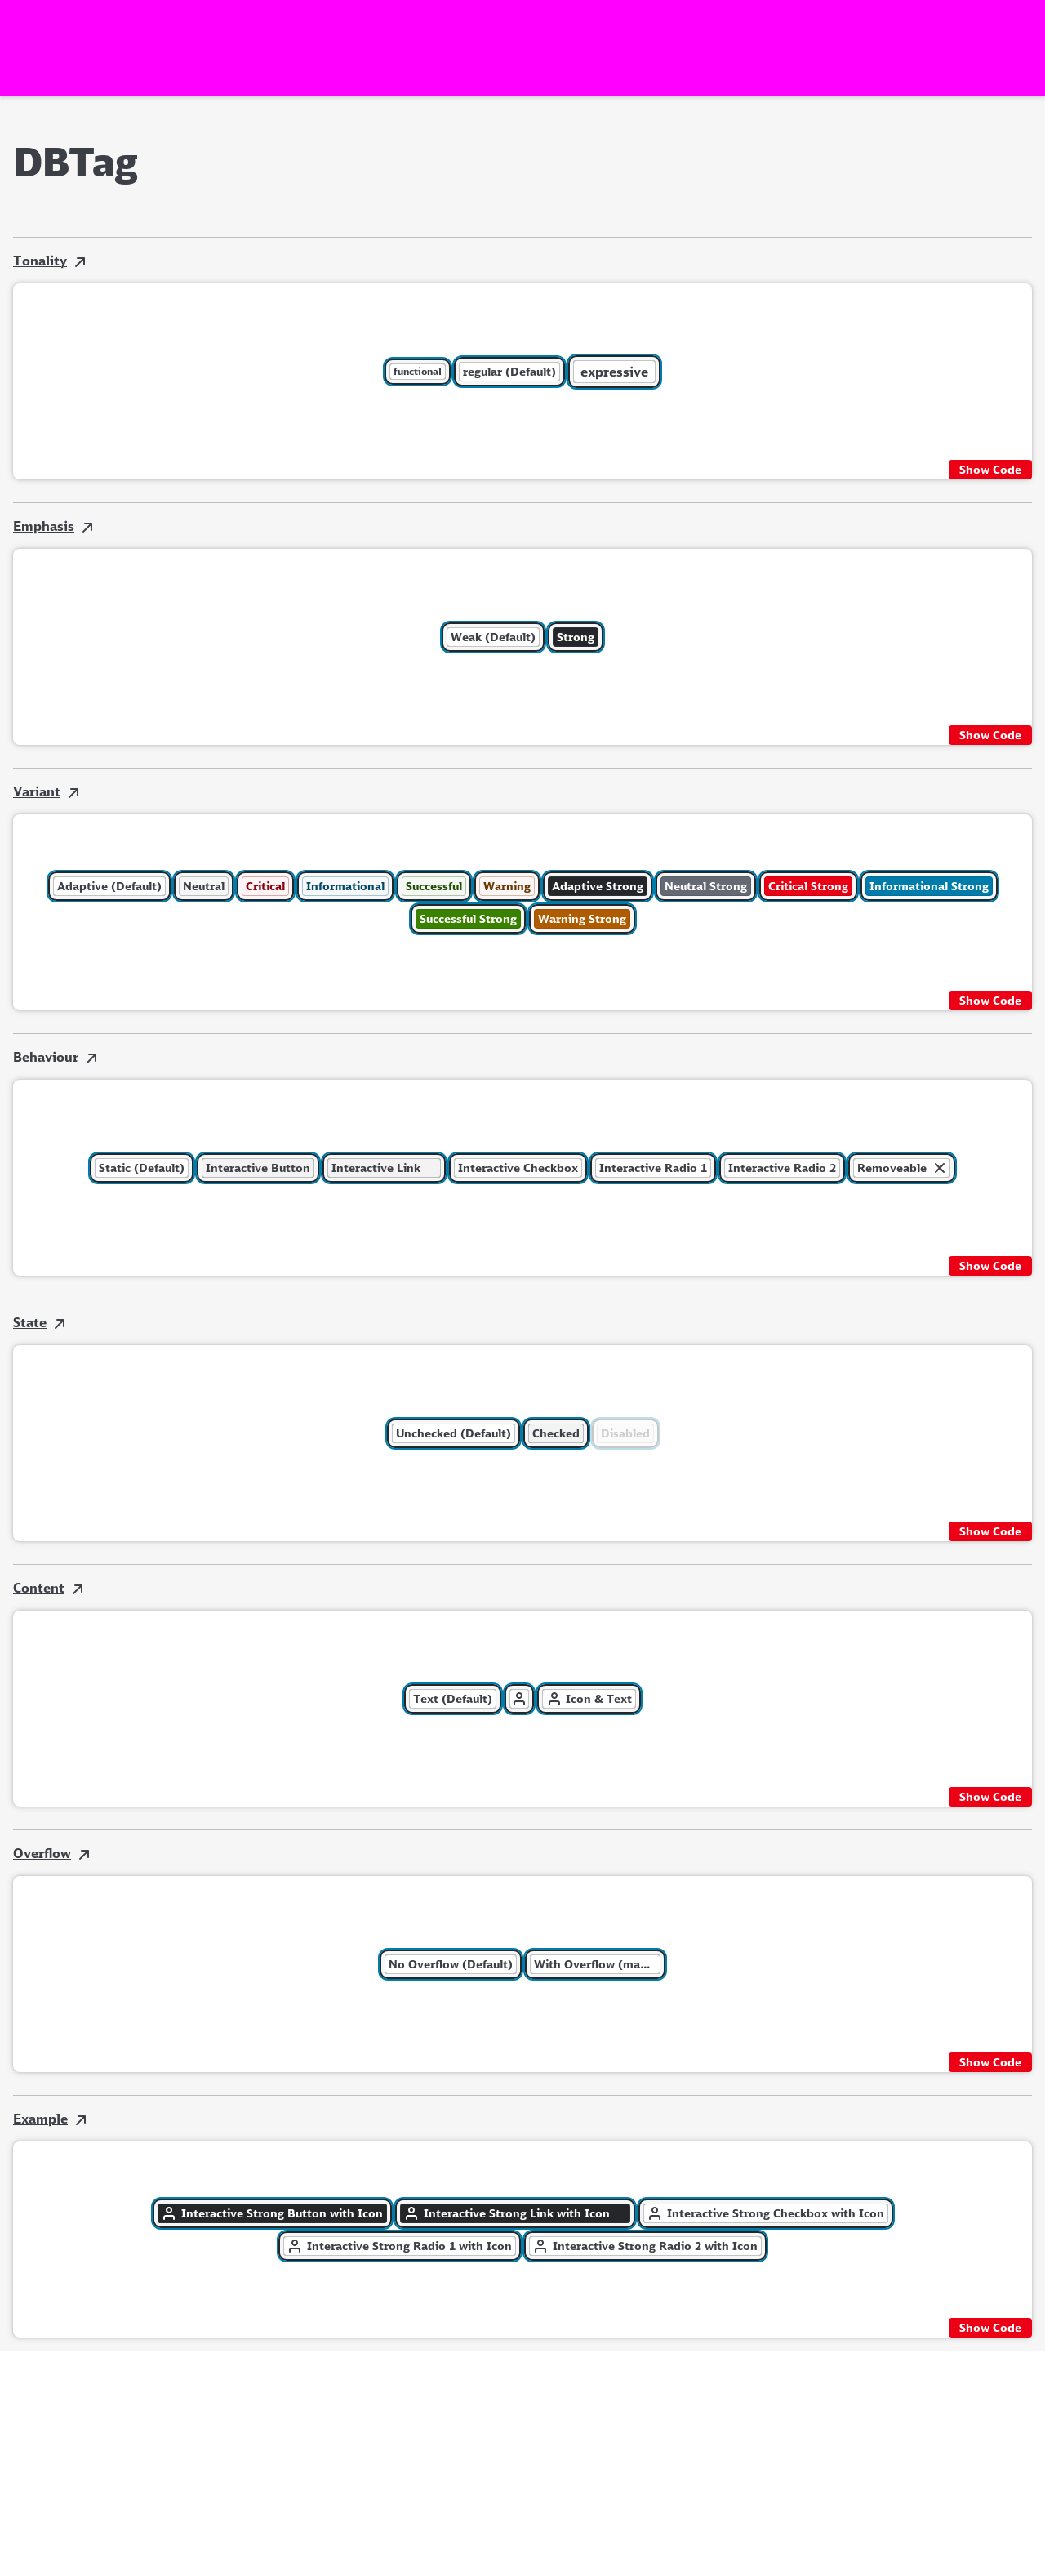 DBTag
Tonality
functional regular (Default) expressive
Show Code
Emphasis
Weak (Default) Strong
Show Code
Variant
Adaptive (Default) Neutral Critical Informational Successful Warning Adaptive Strong Neutral Strong Critical Strong Informational Strong
Successful Strong Warning Strong
Show Code
Behaviour
Static (Default) Interactive Button Interactive Link Interactive Checkbox Interactive Radio 1 Interactive Radio 2 Removeable
Show Code
State
Unchecked (Default) Checked Disabled
Show Code
Content
Text (Default) Icon & Text
Show Code
Overflow
No Overflow (Default) With Overflow (ma...
Show Code
Example
Interactive Strong Button with Icon Interactive Strong Link with Icon Interactive Strong Checkbox with Icon
Interactive Strong Radio 1 with Icon Interactive Strong Radio 2 with Icon
Show Code